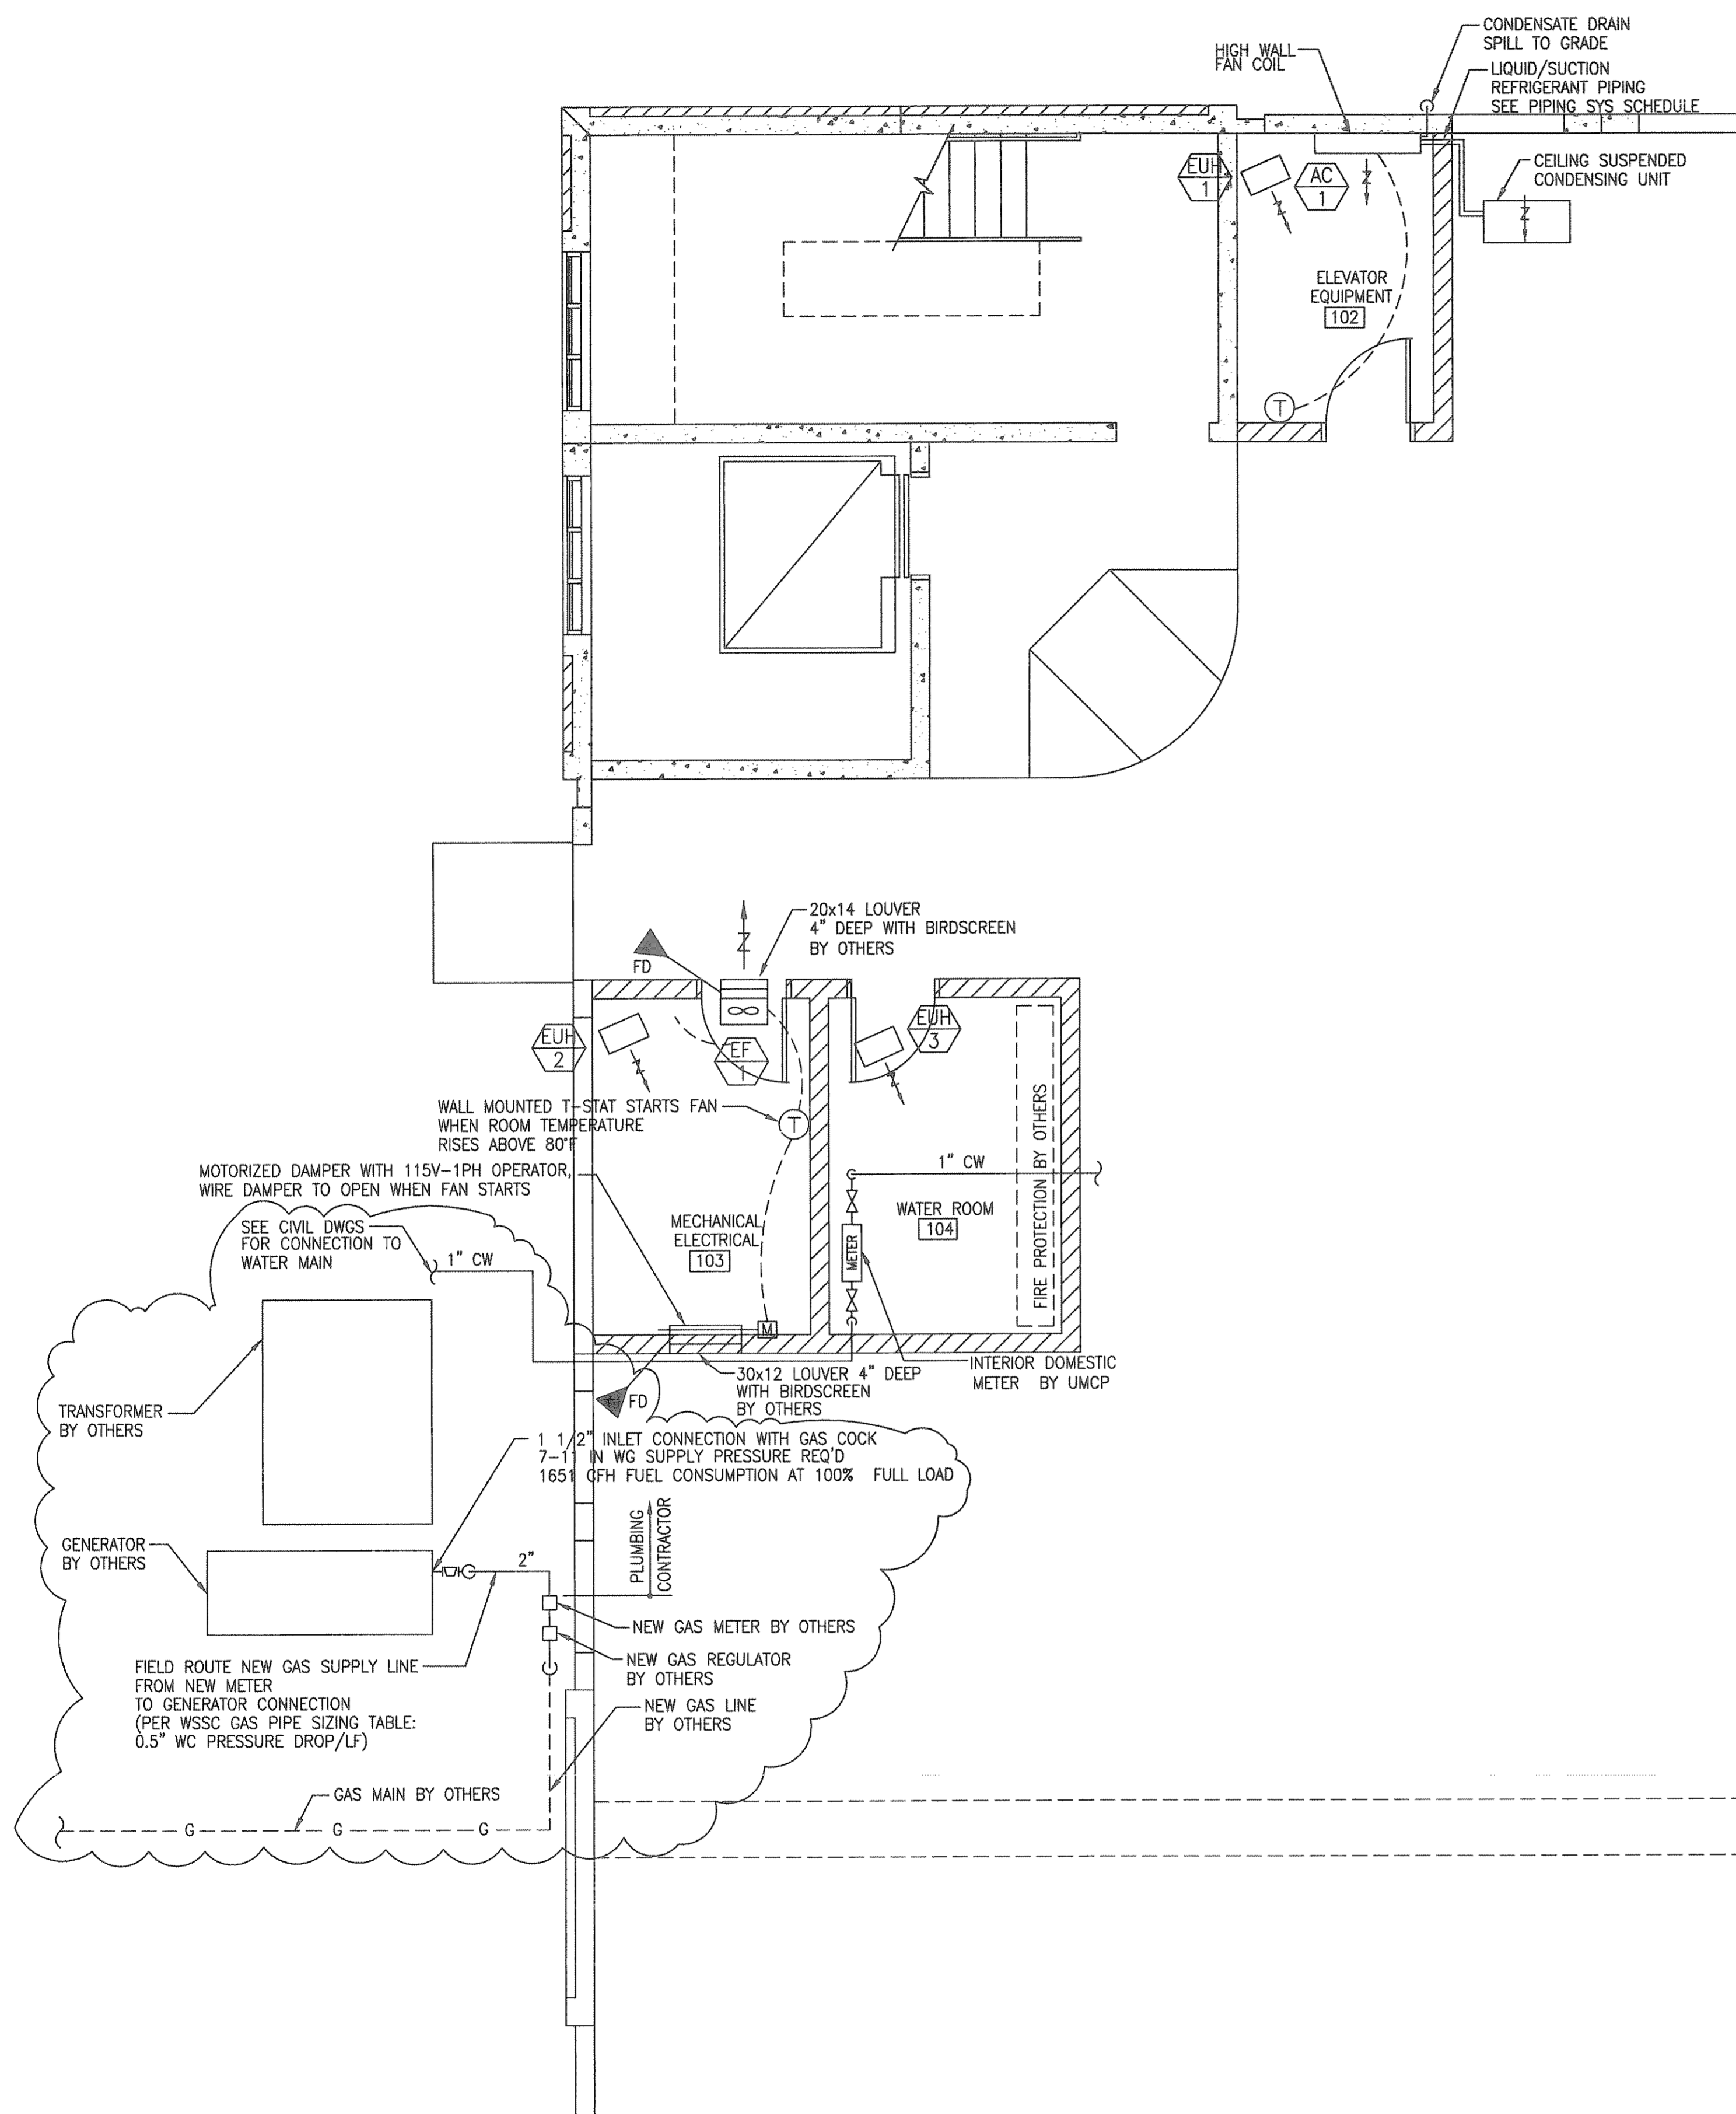 CONDENSATE DRAIN
SPILL TO GRADE
HIGH WALL
FAN COIL
LIQUID/SUCTION
REFRIGERANT PIPING
SEE PIPING SYS SCHEDULE
CEILING SUSPENDED
CONDENSING UNIT
EUH
1
AC
1
ELEVATOR
EQUIPMENT
102
T
20x14 LOUVER
4" DEEP WITH BIRDSCREEN
BY OTHERS
FD
EUH
2
EF
1
EUH
3
WALL MOUNTED T-STAT STARTS FAN
WHEN ROOM TEMPERATURE
RISES ABOVE 80°F
T
MOTORIZED DAMPER WITH 115V-1PH OPERATOR,
WIRE DAMPER TO OPEN WHEN FAN STARTS
1" CW
FIRE PROTECTION BY OTHERS
WATER ROOM
104
METER
MECHANICAL
ELECTRICAL
103
M
SEE CIVIL DWGS
FOR CONNECTION TO
WATER MAIN
1" CW
INTERIOR DOMESTIC
METER BY UMCP
30x12 LOUVER 4" DEEP
WITH BIRDSCREEN
BY OTHERS
FD
TRANSFORMER
BY OTHERS
1 1/2" INLET CONNECTION WITH GAS COCK
7-11 IN WG SUPPLY PRESSURE REQ'D
1651 CFH FUEL CONSUMPTION AT 100% FULL LOAD
PLUMBING
CONTRACTOR
GENERATOR
BY OTHERS
2"
NEW GAS METER BY OTHERS
NEW GAS REGULATOR
BY OTHERS
FIELD ROUTE NEW GAS SUPPLY LINE
FROM NEW METER
TO GENERATOR CONNECTION
(PER WSSC GAS PIPE SIZING TABLE:
0.5" WC PRESSURE DROP/LF)
NEW GAS LINE
BY OTHERS
GAS MAIN BY OTHERS
G G G